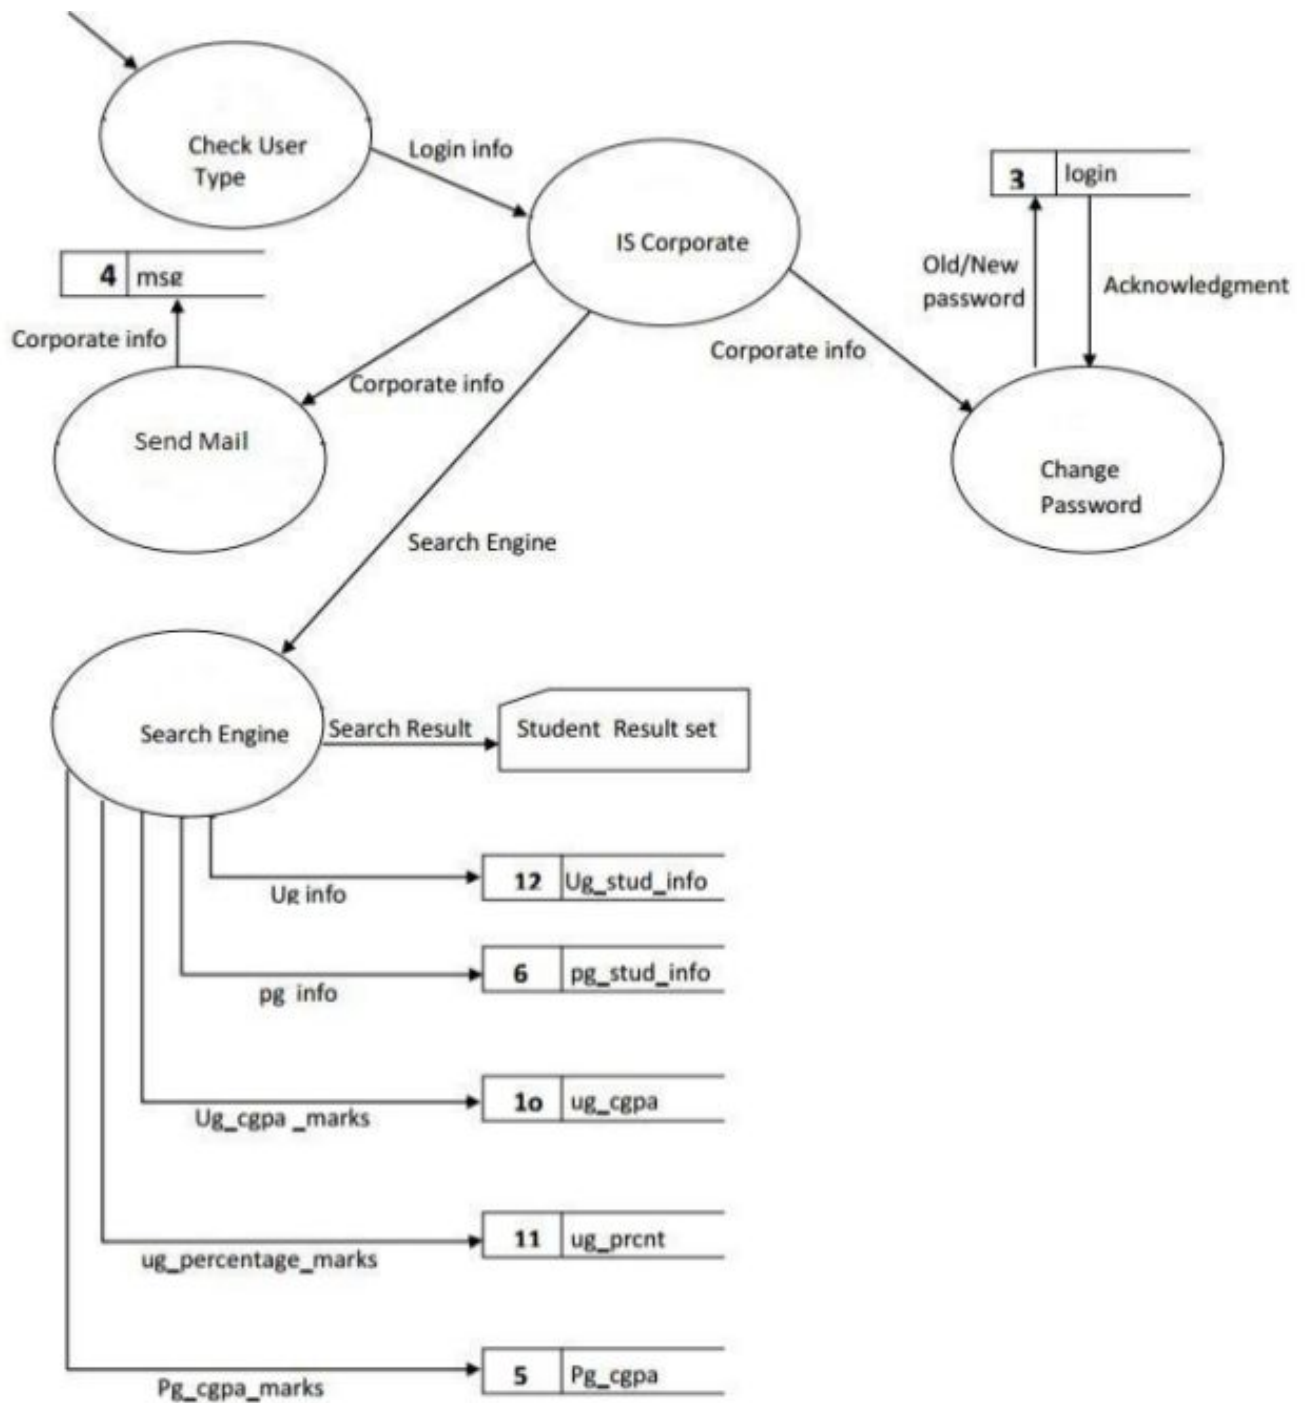 Check User
Type
Login info
IS Corporate
3 login
4 msg
Old/New
password
Acknowledgment
Corporate info
Corporate info
Corporate info
Send Mail
Change
Password
Search Engine
Search Engine
Search Result
Student Result set
12 Ug_stud_info
Ug info
6 pg_stud_info
pg info
1o ug_cgpa
Ug_cgpa _marks
11 ug_prcnt
ug_percentage_marks
5 Pg_cgpa
Pg_cgpa_marks